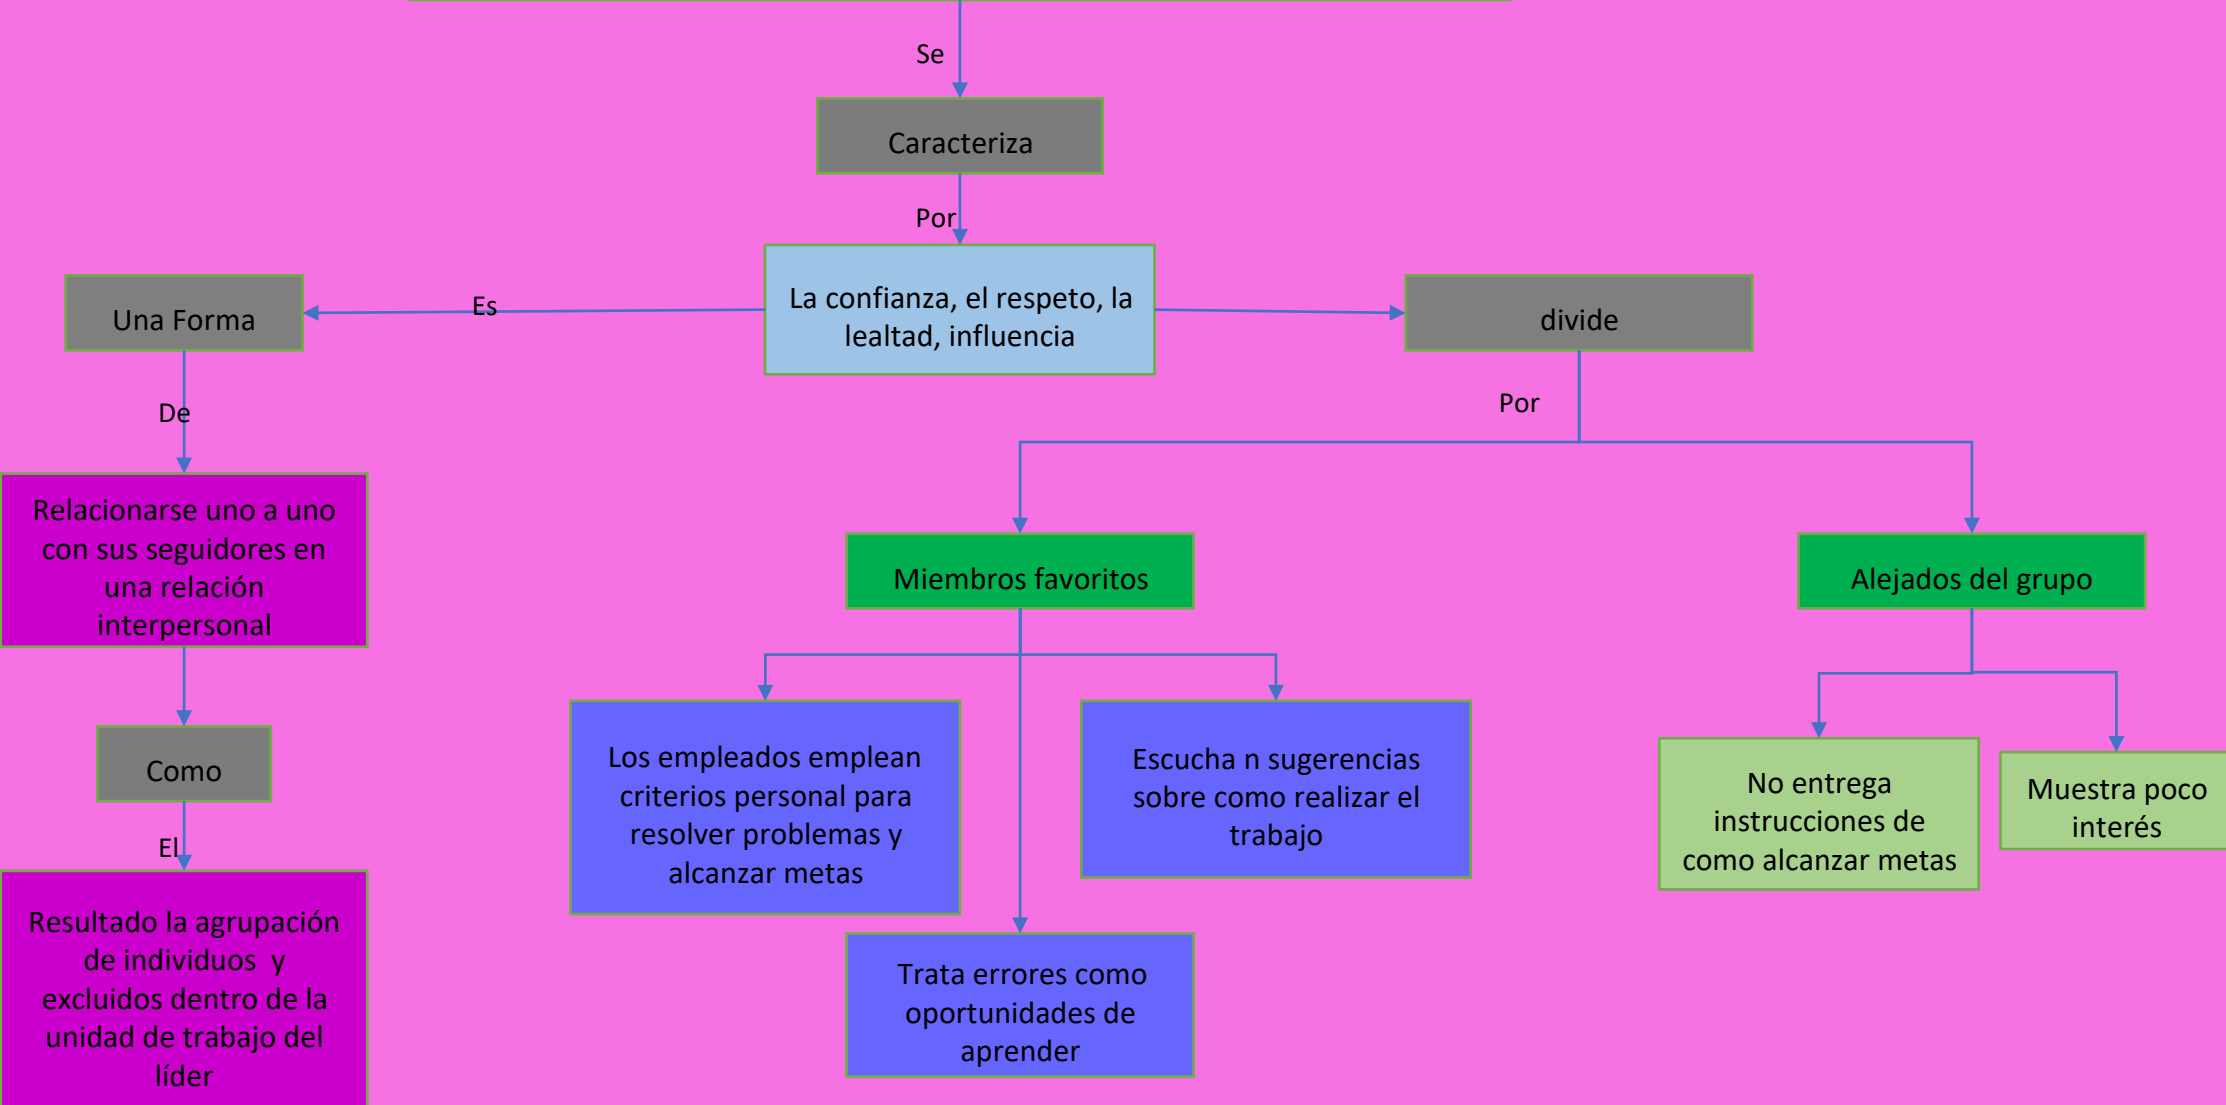 Se
Caracteriza
Por
La confianza, el respeto, la
lealtad, influencia
Es
Una Forma
divide
De
Por
Relacionarse uno a uno
con sus seguidores en
una relación
interpersonal
Miembros favoritos
Alejados del grupo
Como
Los empleados emplean
criterios personal para
resolver problemas y
alcanzar metas
Escucha n sugerencias
sobre como realizar el
trabajo
No entrega
instrucciones de
como alcanzar metas
Muestra poco
interés
El
Resultado la agrupación
de individuos  y
excluidos dentro de la
unidad de trabajo del
líder
Trata errores como
oportunidades de
aprender